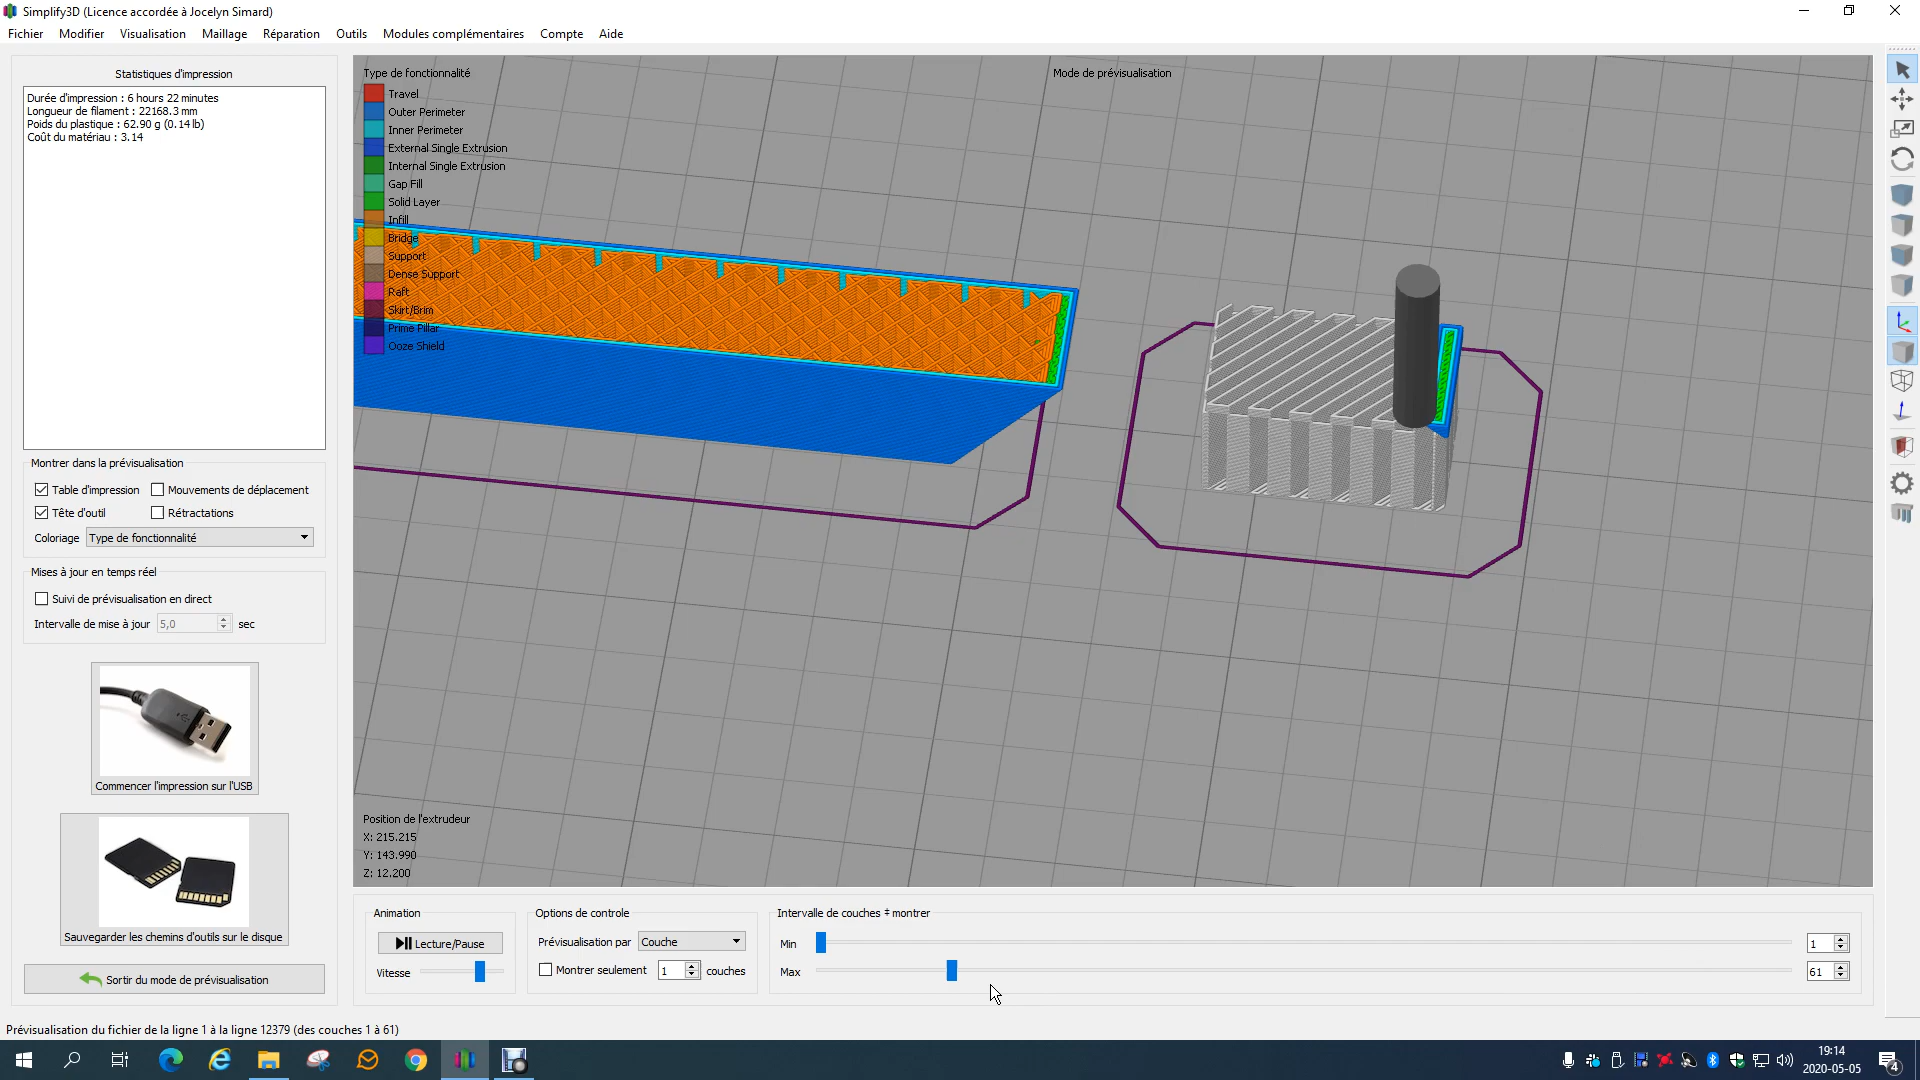 Simplify3D (Licence accordée à Jocelyn Simard)
Fichier Modifier Visualisation Maillage Réparation Outils Modules complémentaires Compte Aide
Statistiques d'impression
Durée d'impression : 6 hours 22 minutes
Longueur de filament : 22168.3 mm
Poids du plastique : 62.90 g (0.14 lb)
Coût du matériau : 3.14
Montrer dans la prévisualisation
Table d'impression Mouvements de déplacement
Tête d'outil Rétractations
Coloriage Type de fonctionnalité
Mises à jour en temps réel
Suivi de prévisualisation en direct
Intervalle de mise à jour 5,0 sec
Commencer l'impression sur l'USB
Sauvegarder les chemins d'outils sur le disque
Sortir du mode de prévisualisation
Type de fonctionnalité
Travel
Outer Perimeter
Inner Perimeter
External Single Extrusion
Internal Single Extrusion
Gap Fill
Solid Layer
Infill
Bridge
Support
Dense Support
Raft
Skirt/Brim
Prime Pillar
Ooze Shield
Mode de prévisualisation
Position de l'extrudeur
X: 215.215
Y: 143.990
Z: 12.200
Animation
Lecture/Pause
Vitesse
Options de controle
Prévisualisation par Couche
Montrer seulement 1 couches
Intervalle de couches ‡ montrer
Min 1
Max 61
Prévisualisation du fichier de la ligne 1 à la ligne 12379 (des couches 1 à 61)
19:14
2020-05-05
4